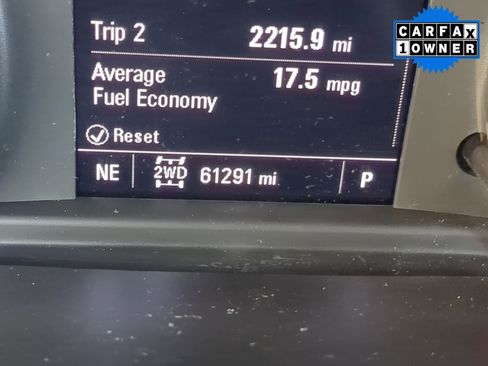 CARFAX
1 OWNER
Trip 2 2215.9 mi
Average 17.5 mpg
Fuel Economy
Reset
NE 2WD 61291 mi P